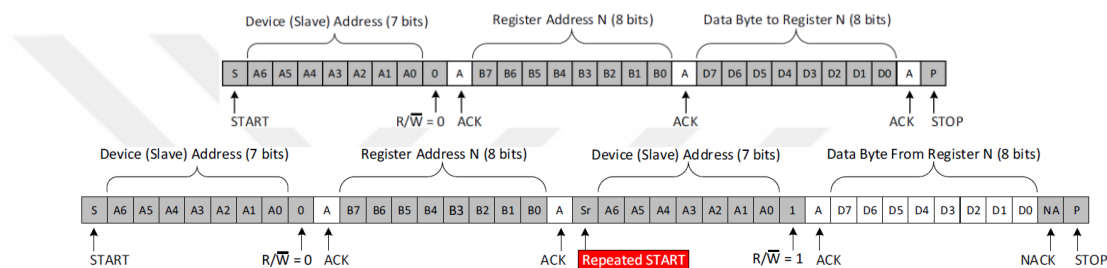 Device (Slave) Address (7 bits) Register Address N (8 bits) Data Byte to Register N (8 bits)
S A6 A5 A4 A3 A2 A1 A0 0 A B7 B6 B5 B4 B3 B2 B1 B0 A D7 D6 D5 D4 D3 D2 D1 D0 A P
START R/W̅ = 0 ACK ACK ACK STOP
Device (Slave) Address (7 bits) Register Address N (8 bits) Device (Slave) Address (7 bits) Data Byte From Register N (8 bits)
S A6 A5 A4 A3 A2 A1 A0 0 A B7 B6 B5 B4 B3 B2 B1 B0 A Sr A6 A5 A4 A3 A2 A1 A0 1 A D7 D6 D5 D4 D3 D2 D1 D0 NA P
START R/W̅ = 0 ACK ACK Repeated START R/W̅ = 1 ACK NACK STOP